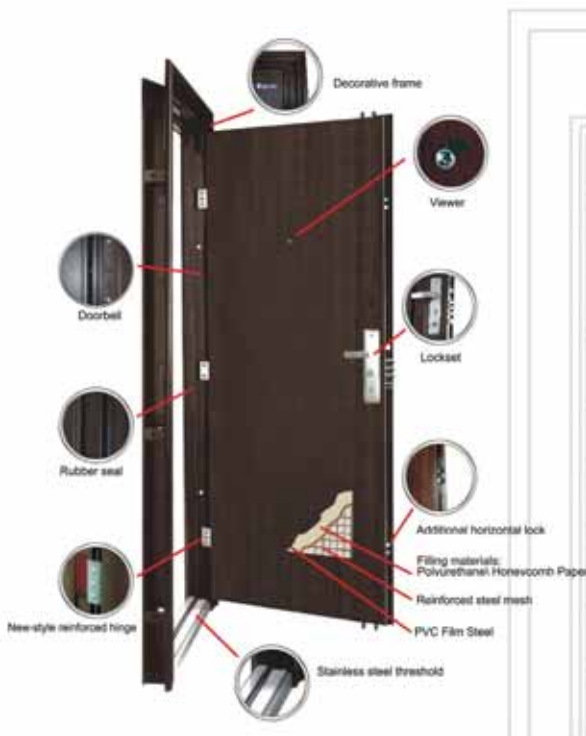 Decorative frame
Viewer
Doorbell
Lockset
Rubber seal
Additional horizontal lock
Filling materials:
Polyurethane\ Honeycomb Paper
Reinforced steel mesh
New-style reinforced hinge
PVC Film Steel
Stainless steel threshold